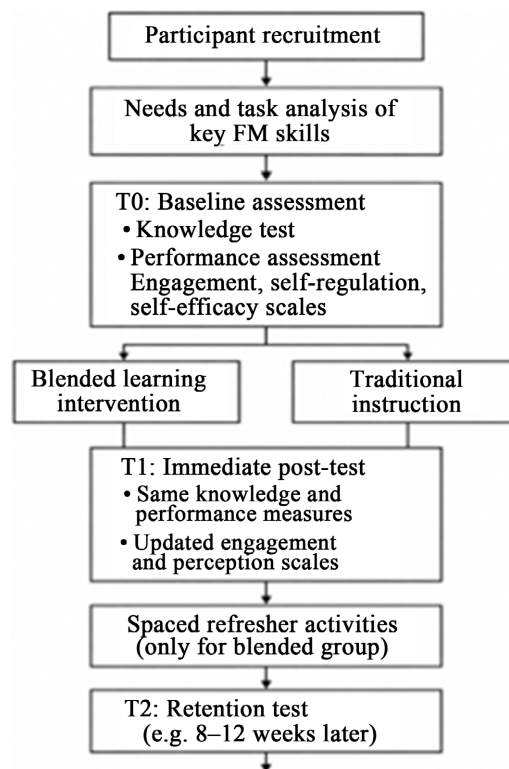 Participant recruitment
Needs and task analysis of
key FM skills
T0: Baseline assessment
• Knowledge test
• Performance assessment
Engagement, self-regulation,
self-efficacy scales
Blended learning
intervention
Traditional
instruction
T1: Immediate post-test
• Same knowledge and
performance measures
• Updated engagement
and perception scales
Spaced refresher activities
(only for blended group)
T2: Retention test
(e.g. 8–12 weeks later)